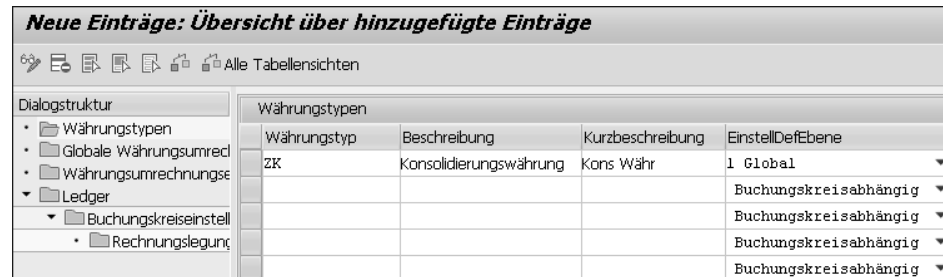 Neue Einträge: Übersicht über hinzugefügte Einträge
Alle Tabellensichten
Dialogstruktur
Währungstypen
Globale Währungsumrecl
Währungsumrechnungse
Ledger
Buchungskreiseinstell
Rechnungslegung
Währungstypen
Währungstyp Beschreibung Kurzbeschreibung EinstellDefEbene
ZK Konsolidierungswährung Kons Währ 1 Global
Buchungskreisabhängig
Buchungskreisabhängig
Buchungskreisabhängig
Buchungskreisabhängig